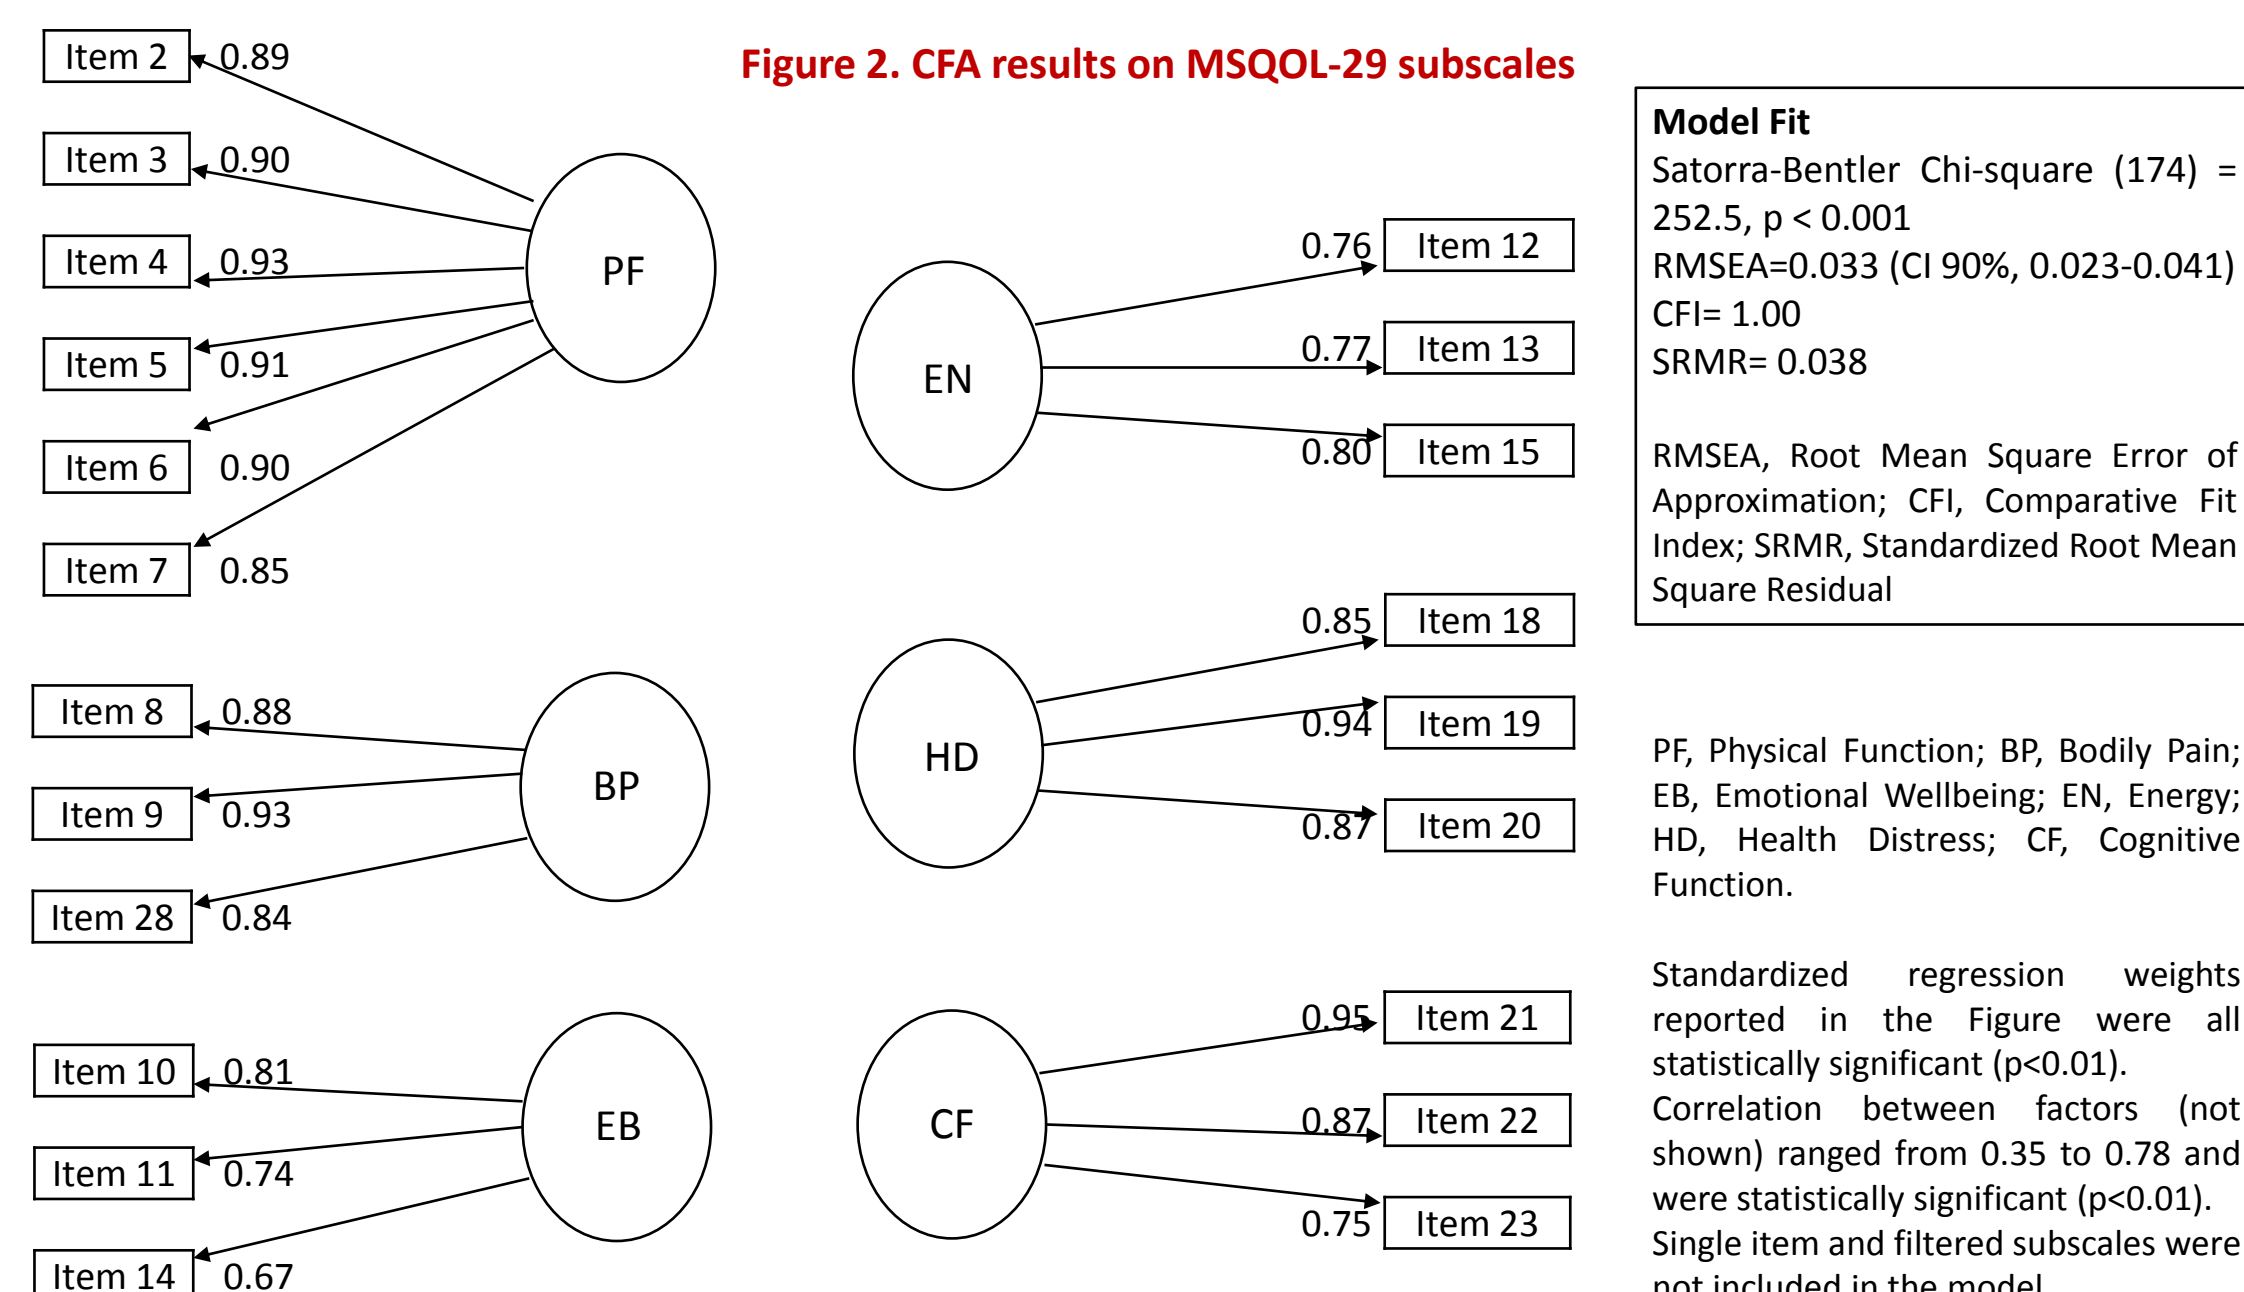 Figure 2. CFA results on MSQOL-29 subscales
Item 2 0.89
Item 3 0.90
Item 4 0.93
Item 5 0.91
Item 6 0.90
Item 7 0.85
PF
Item 8 0.88
Item 9 0.93
Item 28 0.84
BP
Item 10 0.81
Item 11 0.74
Item 14 0.67
EB
EN
0.76 Item 12
0.77 Item 13
0.80 Item 15
HD
0.85 Item 18
0.94 Item 19
0.87 Item 20
CF
0.95 Item 21
0.87 Item 22
0.75 Item 23
Model Fit
Satorra-Bentler Chi-square (174) =
252.5, p < 0.001
RMSEA=0.033 (CI 90%, 0.023-0.041)
CFI= 1.00
SRMR= 0.038
RMSEA, Root Mean Square Error of
Approximation; CFI, Comparative Fit
Index; SRMR, Standardized Root Mean
Square Residual
PF, Physical Function; BP, Bodily Pain;
EB, Emotional Wellbeing; EN, Energy;
HD, Health Distress; CF, Cognitive
Function.
Standardized regression weights
reported in the Figure were all
statistically significant (p<0.01).
Correlation between factors (not
shown) ranged from 0.35 to 0.78 and
were statistically significant (p<0.01).
Single item and filtered subscales were
not included in the model